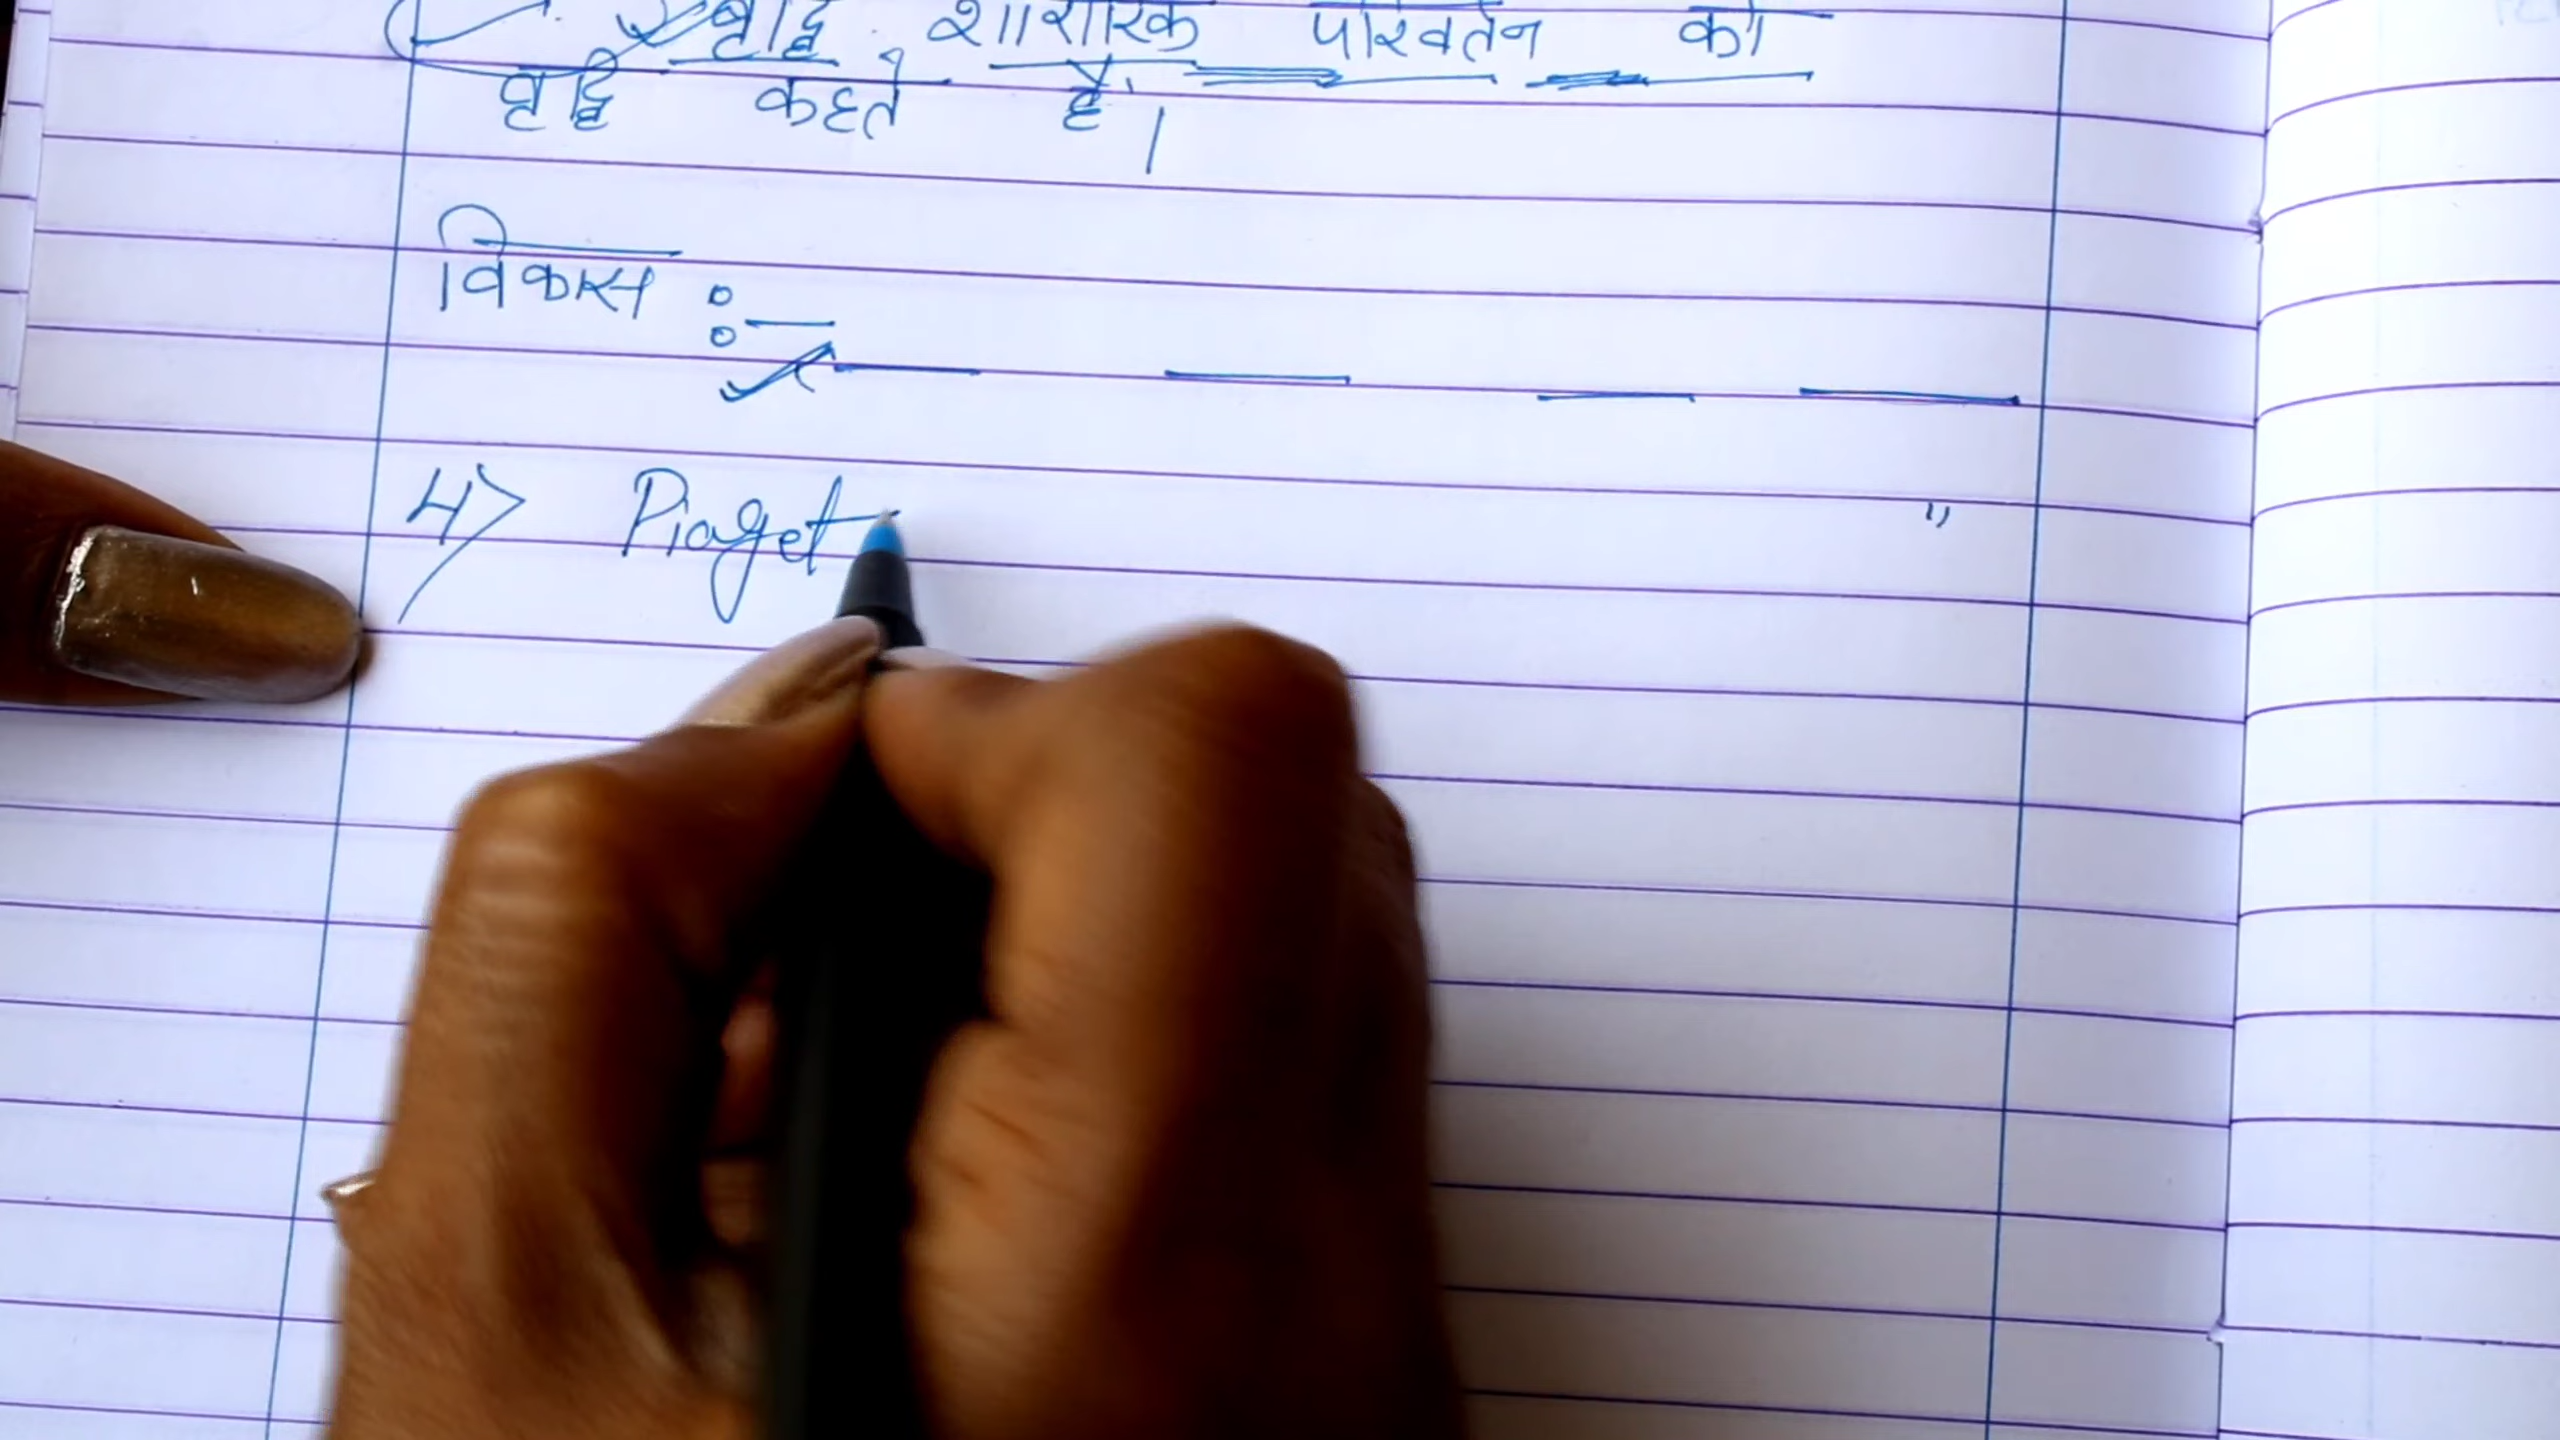 वृद्धि शारीरिक परिवर्तन को
वृद्धि कहते हैं।
विकास :-
4> Piaget "